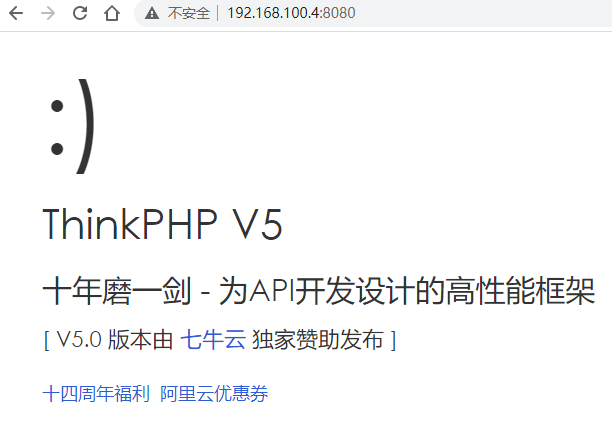 不安全 | 192.168.100.4:8080
:)
ThinkPHP V5
十年磨一剑 - 为API开发设计的高性能框架
[ V5.0 版本由 七牛云 独家赞助发布 ]
十四周年福利 阿里云优惠券